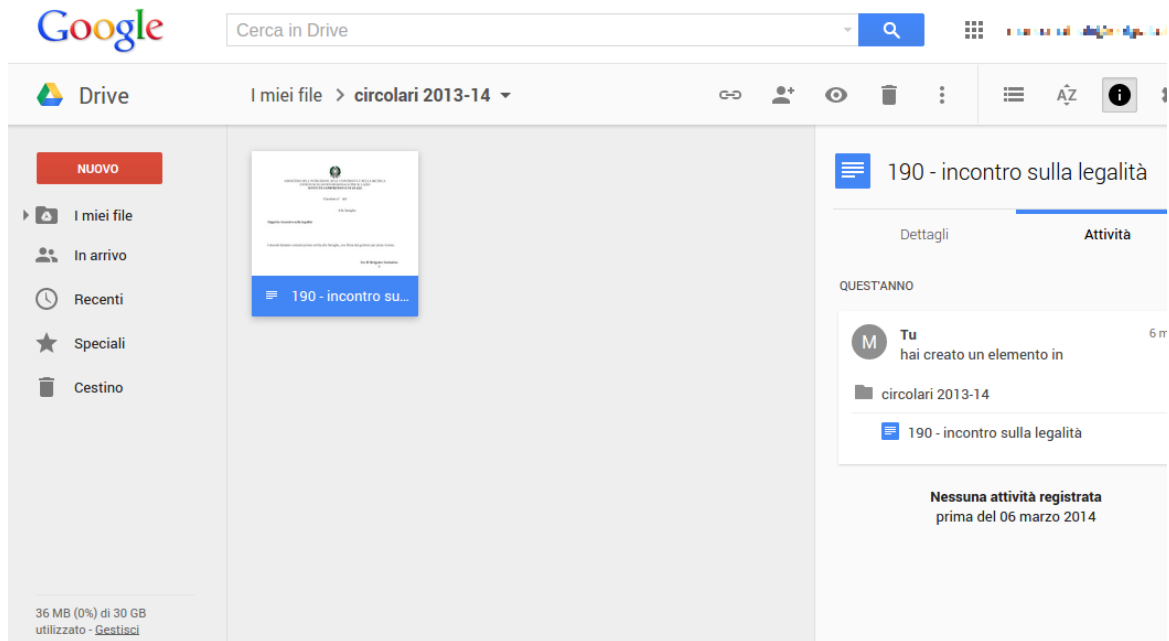 Google
Cerca in Drive
Drive
I miei file > circolari 2013-14
AZ
NUOVO
I miei file
In arrivo
Recenti
Speciali
Cestino
36 MB (0%) di 30 GB
utilizzato - Gestisci
190 - incontro su...
190 - incontro sulla legalità
Dettagli
Attività
QUEST'ANNO
M
Tu
6 m
hai creato un elemento in
circolari 2013-14
190 - incontro sulla legalità
Nessuna attività registrata
prima del 06 marzo 2014